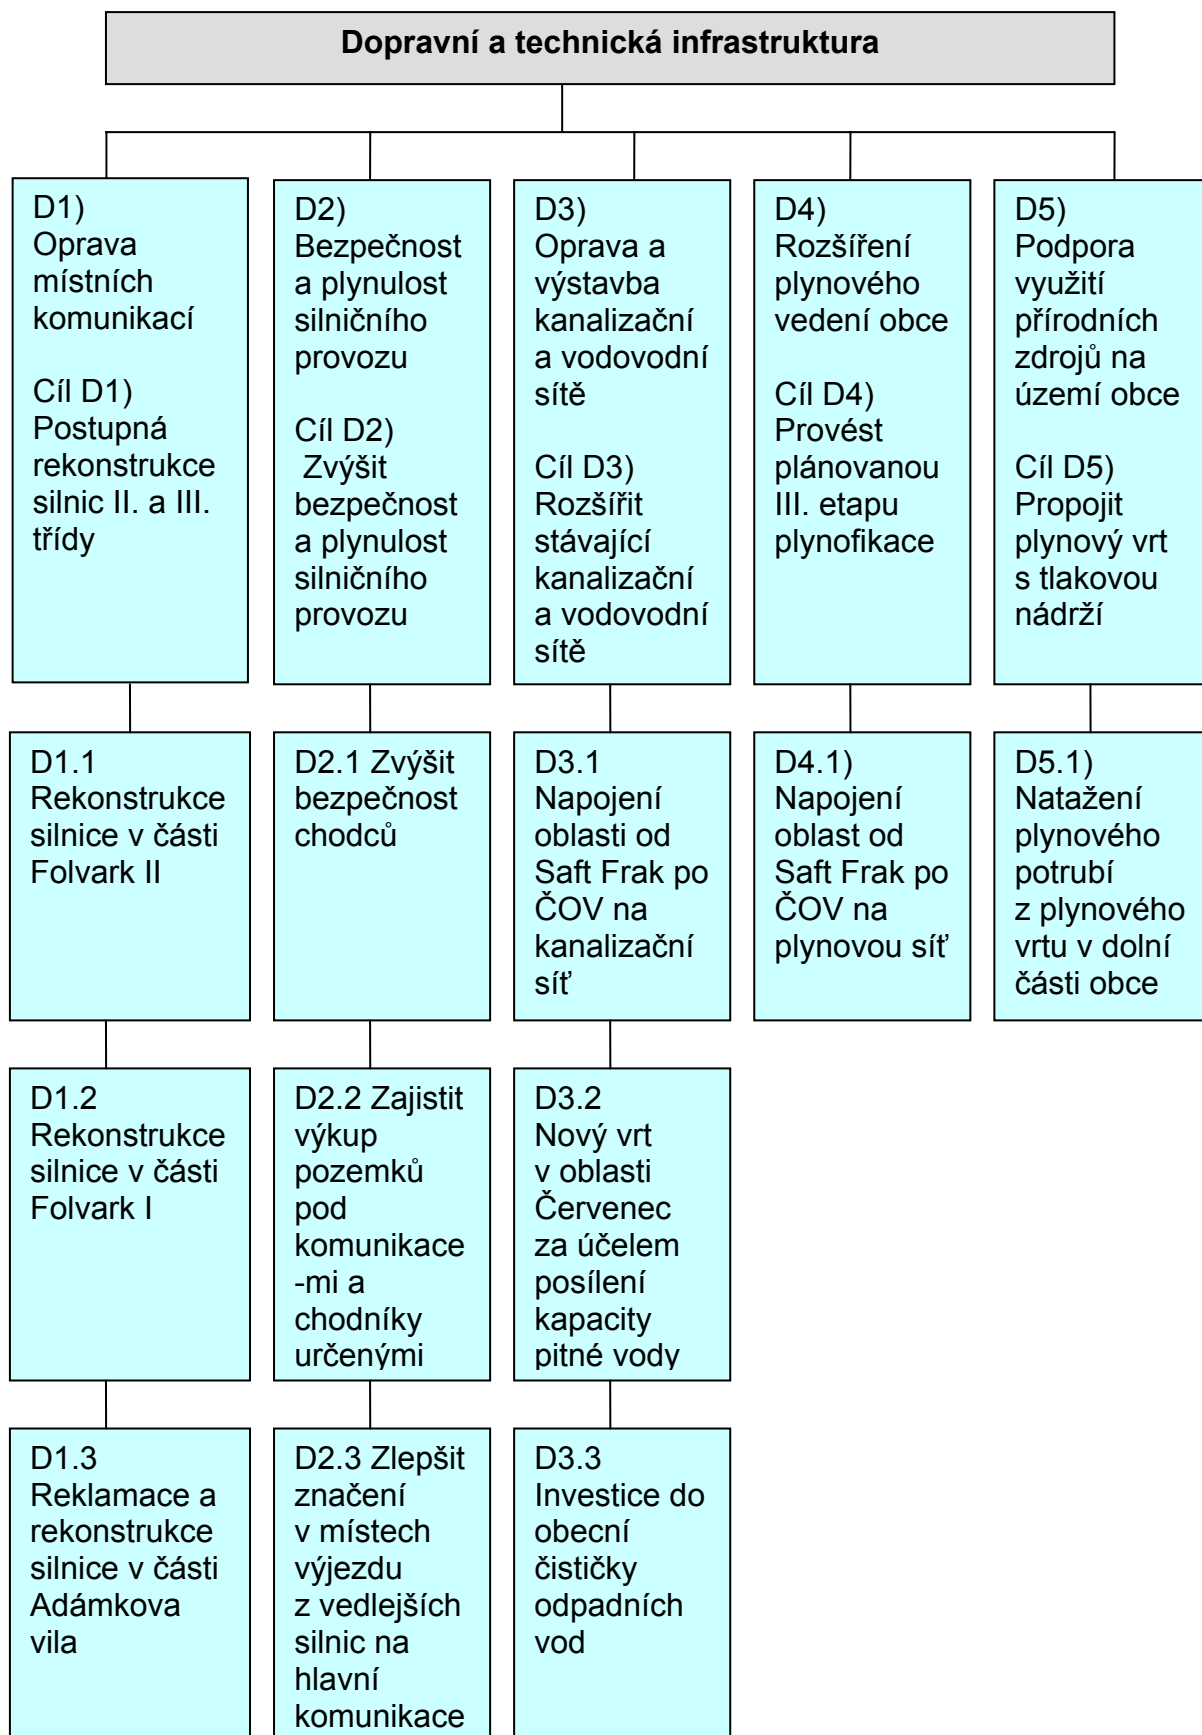 Dopravní a technická infrastruktura
D1)
Oprava
místních
komunikací
Cíl D1)
Postupná
rekonstrukce
silnic II. a III.
třídy
D2)
Bezpečnost
a plynulost
silničního
provozu
Cíl D2)
Zvýšit
bezpečnost
a plynulost
silničního
provozu
D3)
Oprava a
výstavba
kanalizační
a vodovodní
sítě
Cíl D3)
Rozšířit
stávající
kanalizační
a vodovodní
sítě
D4)
Rozšíření
plynového
vedení obce
Cíl D4)
Provést
plánovanou
III. etapu
plynofikace
D5)
Podpora
využití
přírodních
zdrojů na
území obce
Cíl D5)
Propojit
plynový vrt
s tlakovou
nádrží
D1.1
Rekonstrukce
silnice v části
Folvark II
D2.1 Zvýšit
bezpečnost
chodců
D3.1
Napojení
oblasti od
Saft Frak po
ČOV na
kanalizační
síť
D4.1)
Napojení
oblast od
Saft Frak po
ČOV na
plynovou síť
D5.1)
Natažení
plynového
potrubí
z plynového
vrtu v dolní
části obce
D1.2
Rekonstrukce
silnice v části
Folvark I
D2.2 Zajistit
výkup
pozemků
pod
komunikace
-mi a
chodníky
určenými
D3.2
Nový vrt
v oblasti
Červenec
za účelem
posílení
kapacity
pitné vody
D1.3
Reklamace a
rekonstrukce
silnice v části
Adámkova
vila
D2.3 Zlepšit
značení
v místech
výjezdu
z vedlejších
silnic na
hlavní
komunikace
D3.3
Investice do
obecní
čističky
odpadních
vod